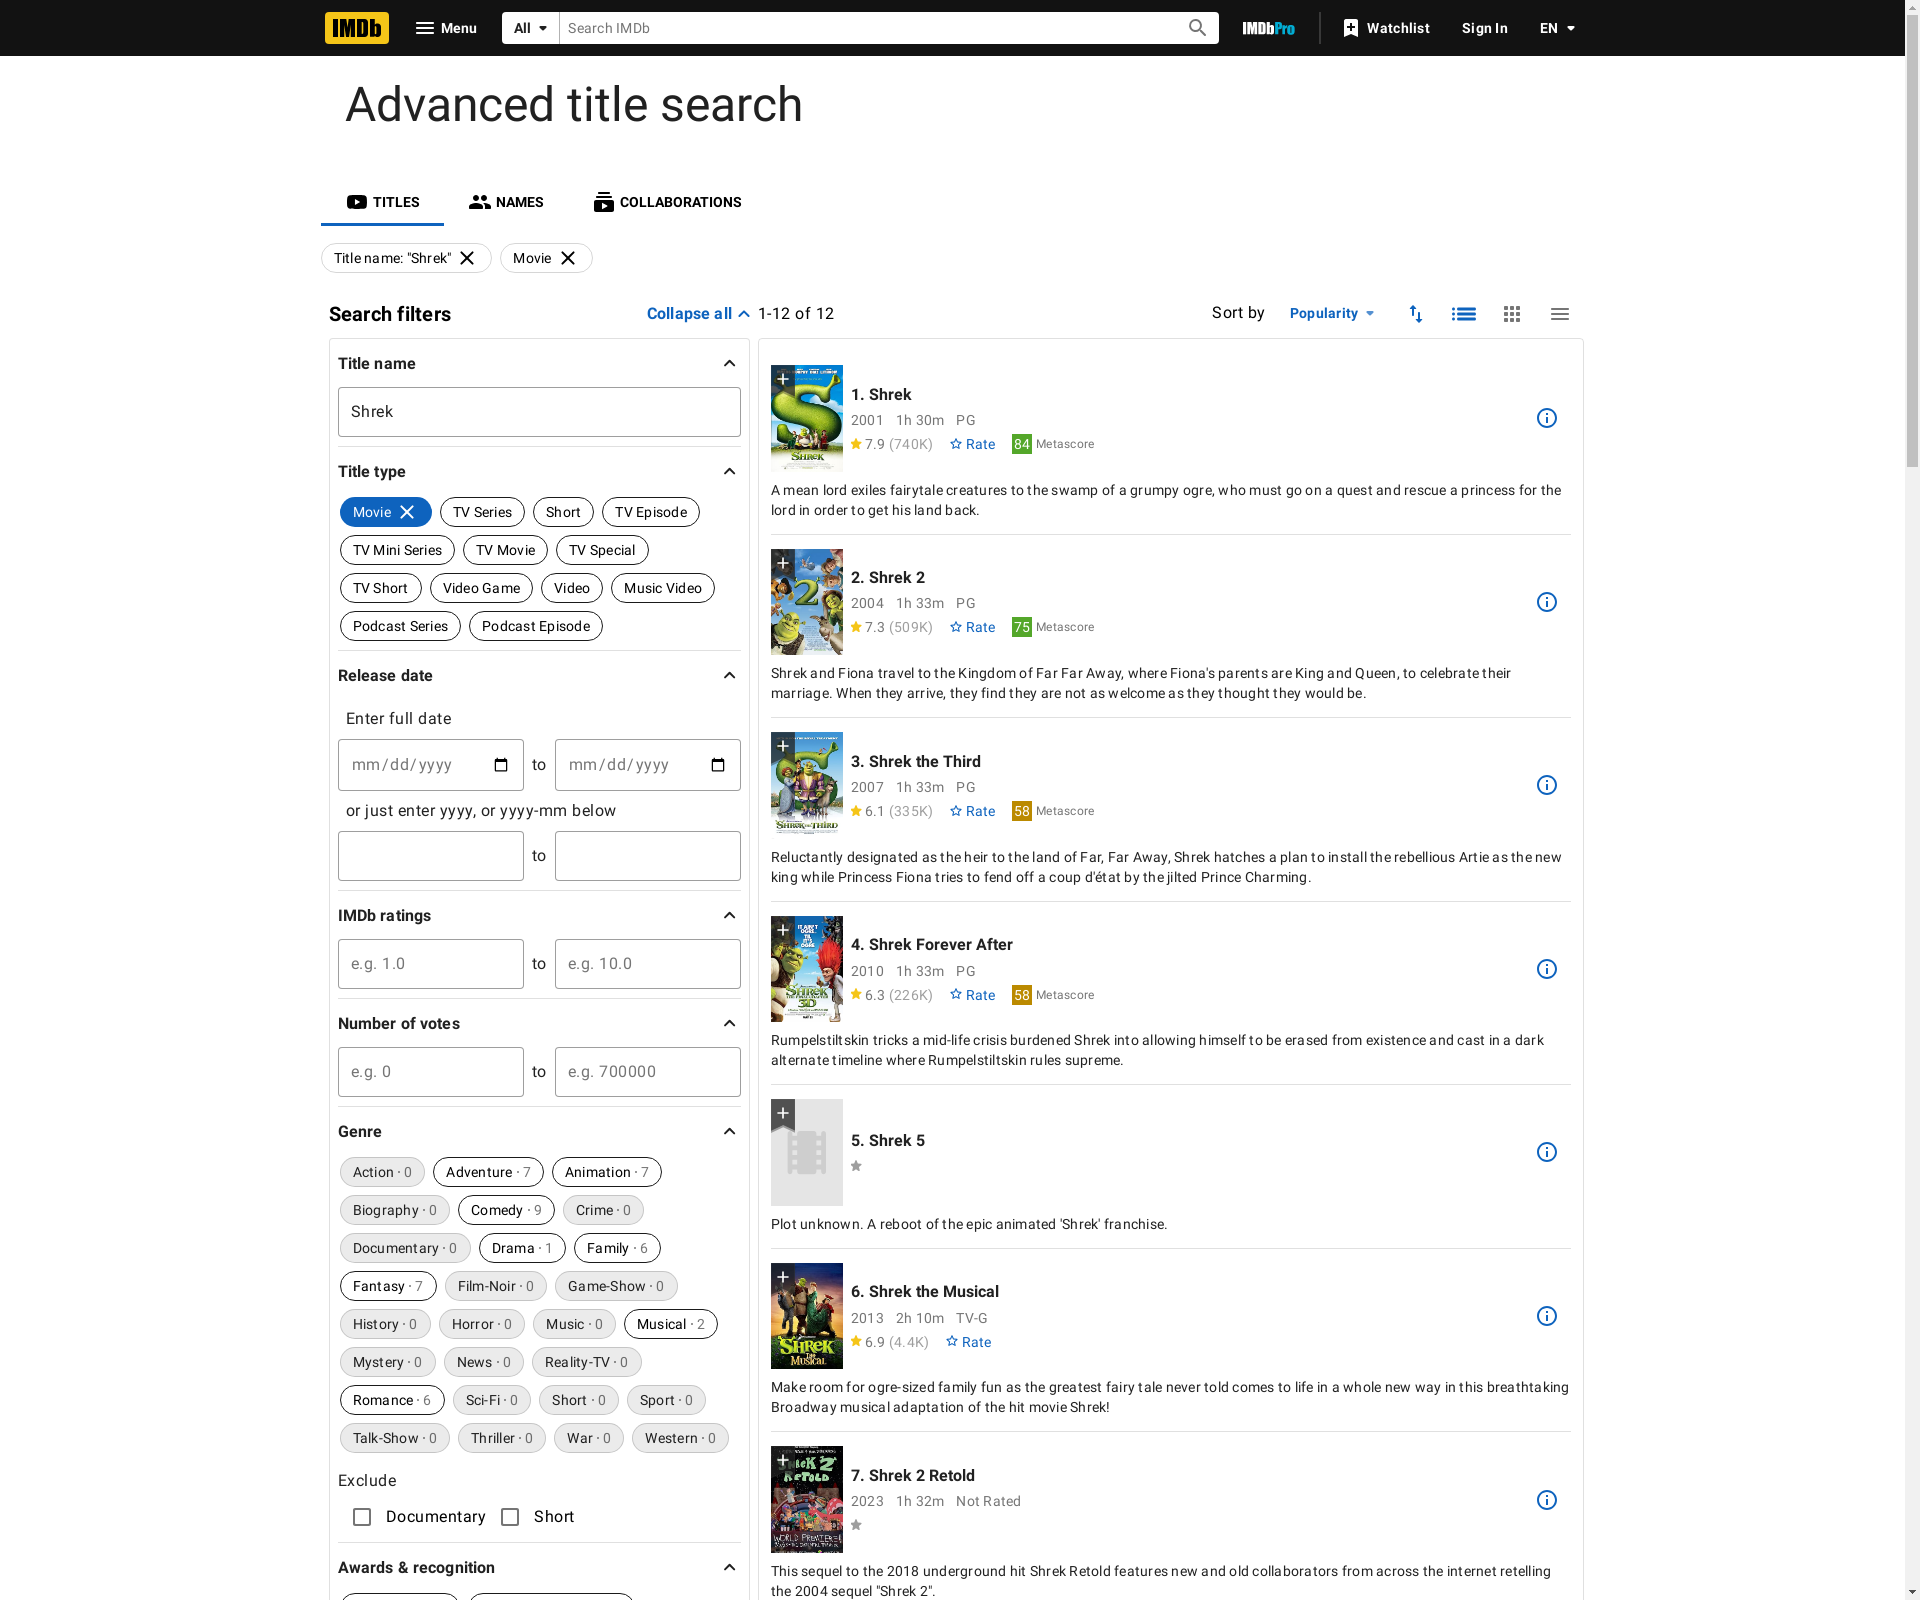 IMDb
Menu
All
Search IMDb
IMDbPro
Watchlist
Sign In
EN
Advanced title search
TITLES
NAMES
COLLABORATIONS
Title name: "Shrek"
Movie
Search filters
Collapse all
1-12 of 12
Sort by
Popularity
Title name
Shrek
Title type
Movie
TV Series
Short
TV Episode
TV Mini Series
TV Movie
TV Special
TV Short
Video Game
Video
Music Video
Podcast Series
Podcast Episode
Release date
Enter full date
mm/dd/yyyy to mm/dd/yyyy
or just enter yyyy, or yyyy-mm below
to
IMDb ratings
e.g. 1.0 to e.g. 10.0
Number of votes
e.g. 0 to e.g. 700000
Genre
Action · 0
Adventure · 7
Animation · 7
Biography · 0
Comedy · 9
Crime · 0
Documentary · 0
Drama · 1
Family · 6
Fantasy · 7
Film-Noir · 0
Game-Show · 0
History · 0
Horror · 0
Music · 0
Musical · 2
Mystery · 0
News · 0
Reality-TV · 0
Romance · 6
Sci-Fi · 0
Short · 0
Sport · 0
Talk-Show · 0
Thriller · 0
War · 0
Western · 0
Exclude
Documentary
Short
Awards & recognition
SHREK
1. Shrek
2001 1h 30m PG
7.9 (740K) Rate 84 Metascore
A mean lord exiles fairytale creatures to the swamp of a grumpy ogre, who must go on a quest and rescue a princess for the
lord in order to get his land back.
2
2. Shrek 2
2004 1h 33m PG
7.3 (509K) Rate 75 Metascore
Shrek and Fiona travel to the Kingdom of Far Far Away, where Fiona's parents are King and Queen, to celebrate their
marriage. When they arrive, they find they are not as welcome as they thought they would be.
SHREK THE THIRD
3. Shrek the Third
2007 1h 33m PG
6.1 (335K) Rate 58 Metascore
Reluctantly designated as the heir to the land of Far, Far Away, Shrek hatches a plan to install the rebellious Artie as the new
king while Princess Fiona tries to fend off a coup d'état by the jilted Prince Charming.
IT AIN'T
OGRE
TIL
IT'S
OGRE
SHREK
3D
4. Shrek Forever After
2010 1h 33m PG
6.3 (226K) Rate 58 Metascore
Rumpelstiltskin tricks a mid-life crisis burdened Shrek into allowing himself to be erased from existence and cast in a dark
alternate timeline where Rumpelstiltskin rules supreme.
5. Shrek 5
Plot unknown. A reboot of the epic animated 'Shrek' franchise.
SHREK
THE
MUSICAL
6. Shrek the Musical
2013 2h 10m TV-G
6.9 (4.4K) Rate
Make room for ogre-sized family fun as the greatest fairy tale never told comes to life in a whole new way in this breathtaking
Broadway musical adaptation of the hit movie Shrek!
RETOLD
WORLD PREMIERE!
7. Shrek 2 Retold
2023 1h 32m Not Rated
This sequel to the 2018 underground hit Shrek Retold features new and old collaborators from across the internet retelling
the 2004 sequel "Shrek 2".